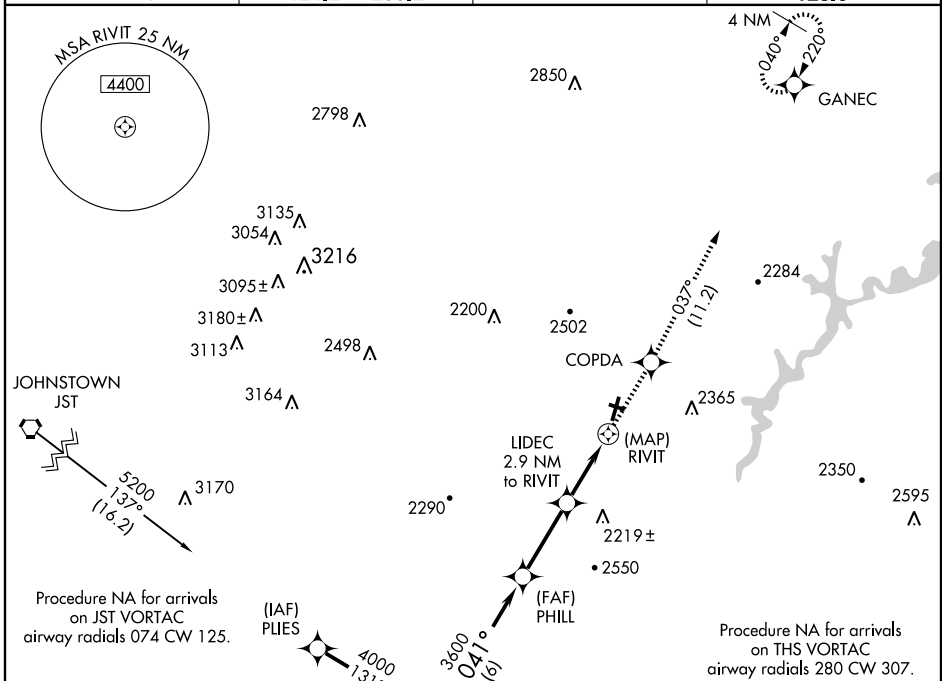 MSA RIVIT 25 NM
4400
4 NM
040°
220°
GANEC
2850
2798
3135
3054
3216
3095±
3180±
3113
2498
3164
2200
2502
2284
037°
(11.2)
COPDA
2365
JOHNSTOWN
JST
5200
137°
(16.2)
3170
LIDEC
2.9 NM
to RIVIT
(MAP)
RIVIT
2290
2350
2595
2219±
2550
(FAF)
PHILL
Procedure NA for arrivals
on JST VORTAC
airway radials 074 CW 125.
(IAF)
PLIES
4000
3600
041°
(6)
Procedure NA for arrivals
on THS VORTAC
airway radials 280 CW 307.